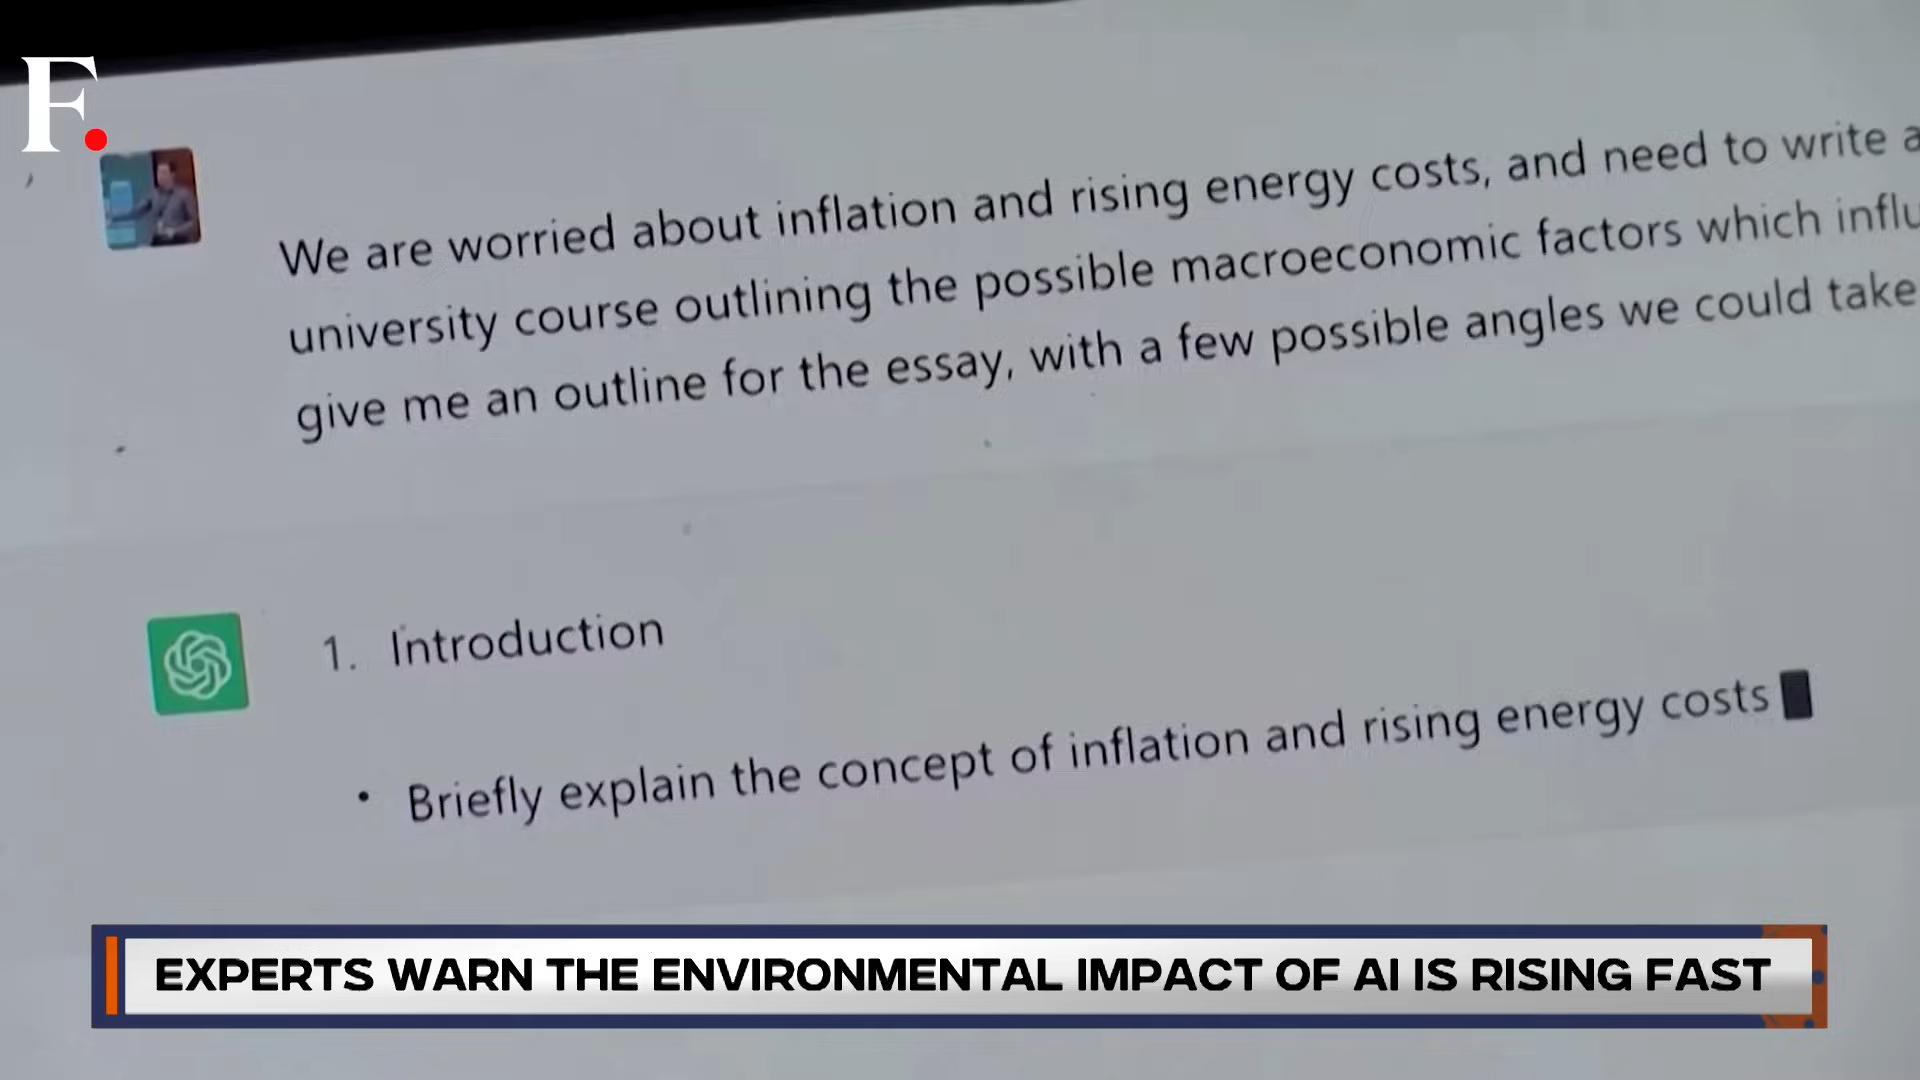 F.
We are worried about inflation and rising energy costs, and need to write a
university course outlining the possible macroeconomic factors which influ
give me an outline for the essay, with a few possible angles we could take
1. Introduction
• Briefly explain the concept of inflation and rising energy costs
EXPERTS WARN THE ENVIRONMENTAL IMPACT OF AI IS RISING FAST